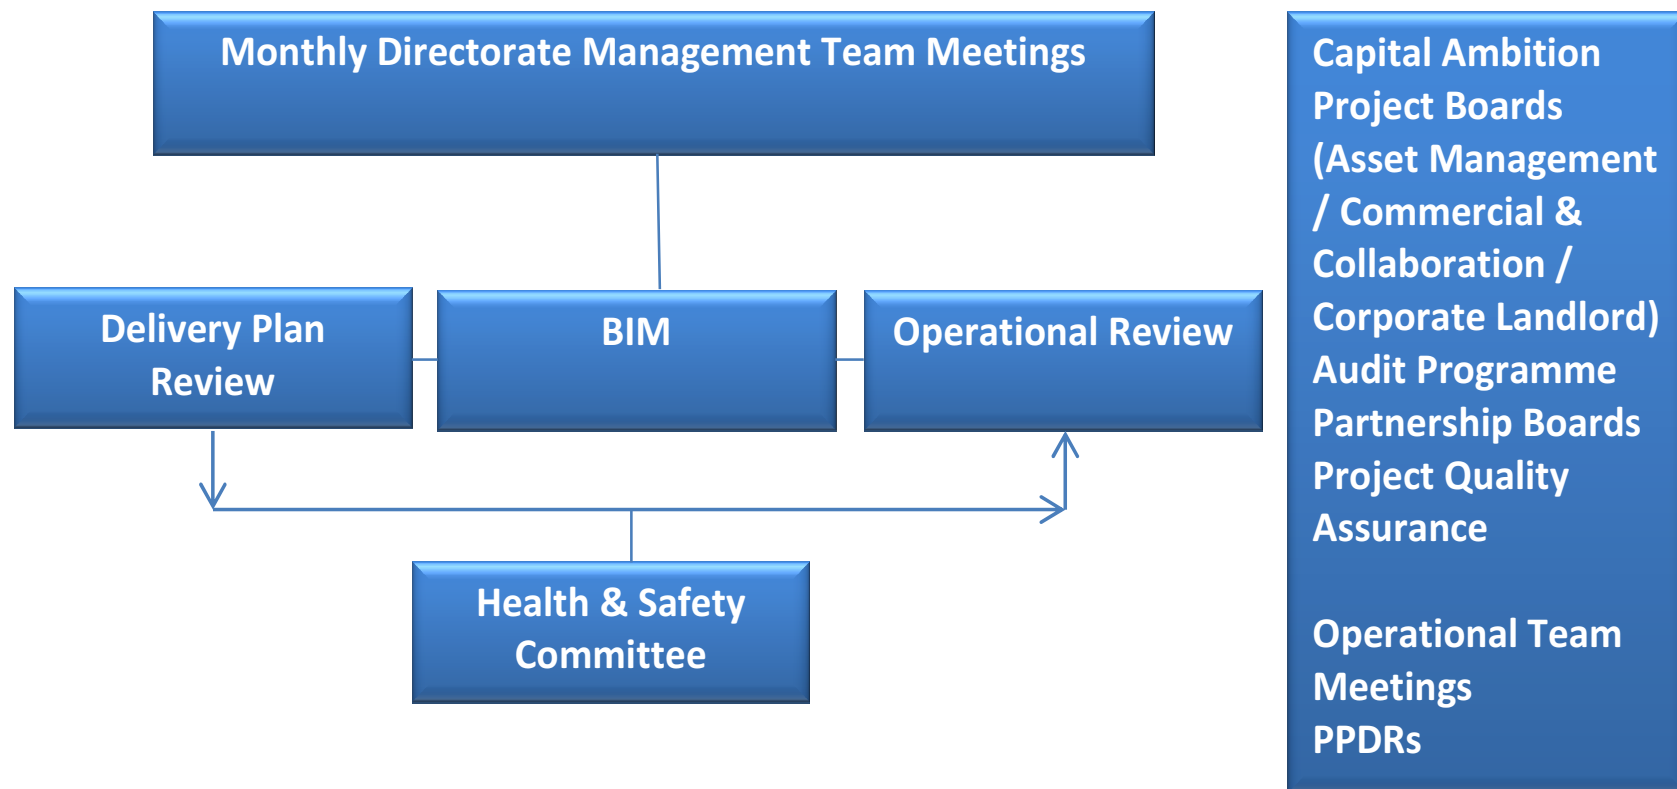 Monthly Directorate Management Team Meetings
Delivery Plan
Review
BIM
Operational Review
Health & Safety
Committee
Capital Ambition
Project Boards
(Asset Management
/ Commercial &
Collaboration /
Corporate Landlord)
Audit Programme
Partnership Boards
Project Quality
Assurance
Operational Team
Meetings
PPDRs